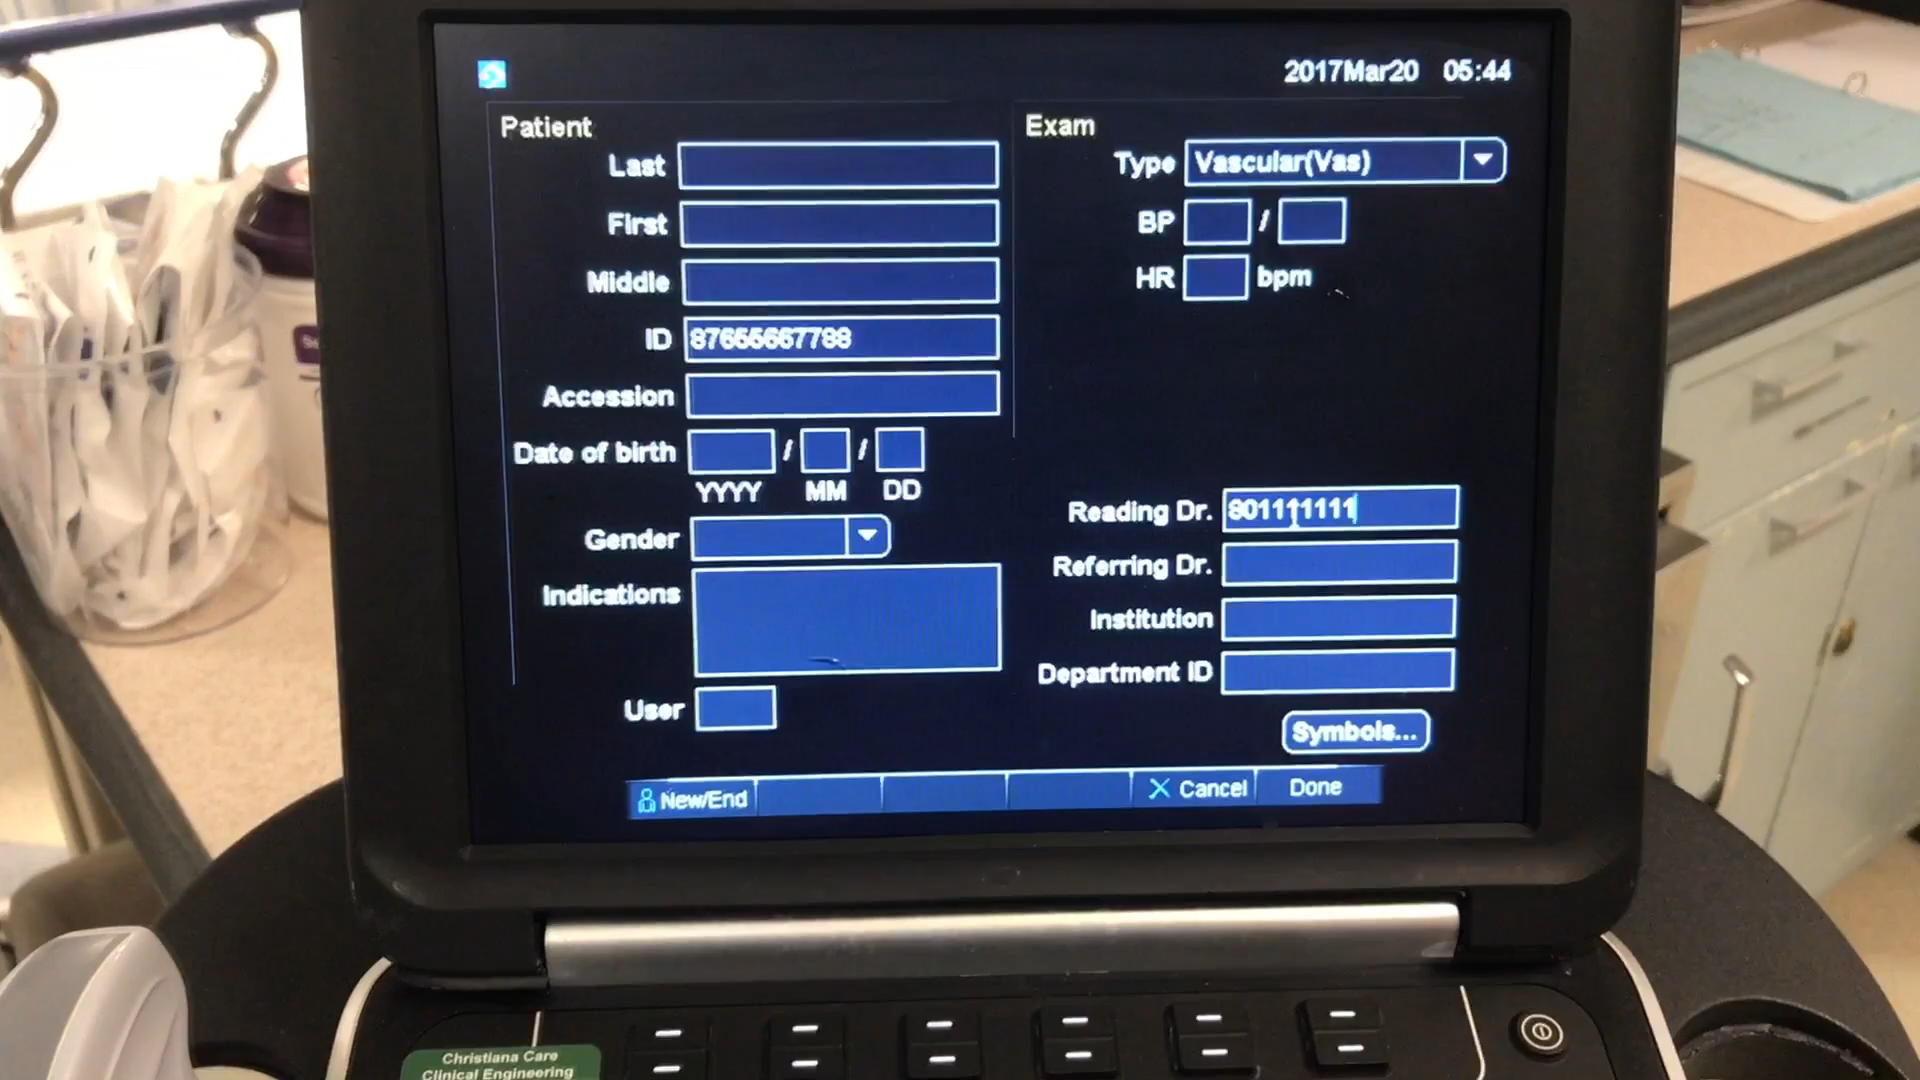 2017Mar20 05:44
Patient
Last
First
Middle
ID 87655667788
Accession
Date of birth / /
YYYY MM DD
Gender
Indications
User
Exam
Type Vascular(Vas)
BP /
HR bpm
Reading Dr. 801111111
Referring Dr.
Institution
Department ID
Symbols...
New/End
Cancel
Done
Christiana Care
Clinical Engineering